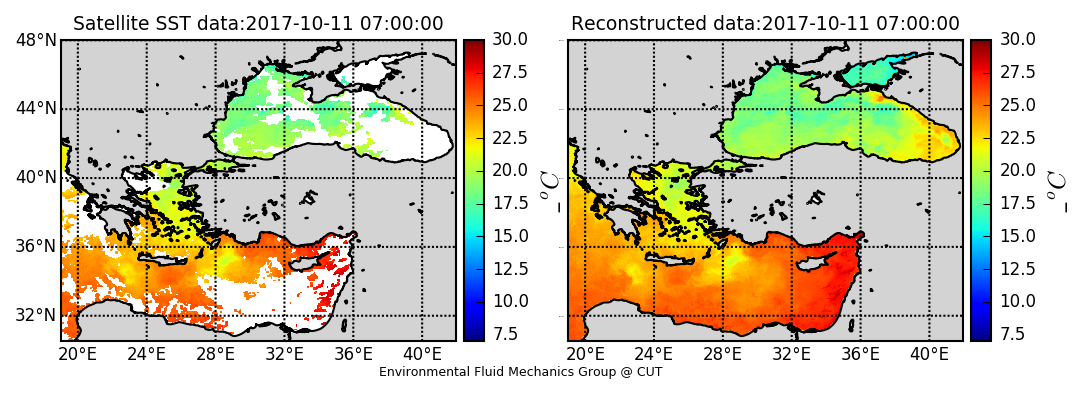 Satellite SST data:2017-10-11 07:00:00
48°N
44°N
40°N
36°N
32°N
20°E 24°E 28°E 32°E 36°E 40°E
30.0
27.5
25.0
22.5
20.0
17.5
15.0
12.5
10.0
7.5
°C
Reconstructed data:2017-10-11 07:00:00
20°E 24°E 28°E 32°E 36°E 40°E
30.0
27.5
25.0
22.5
20.0
17.5
15.0
12.5
10.0
7.5
°C
Environmental Fluid Mechanics Group @ CUT